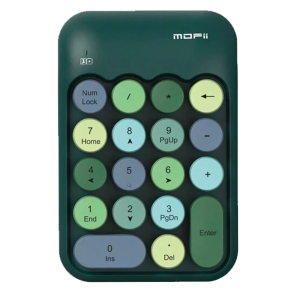 MOFii
Num
Lock
/
*
←
7
Home
8
▲
9
PgUp
-
4
◄
5
6
►
+
1
End
2
▼
3
PgDn
Enter
0
Ins
.
Del